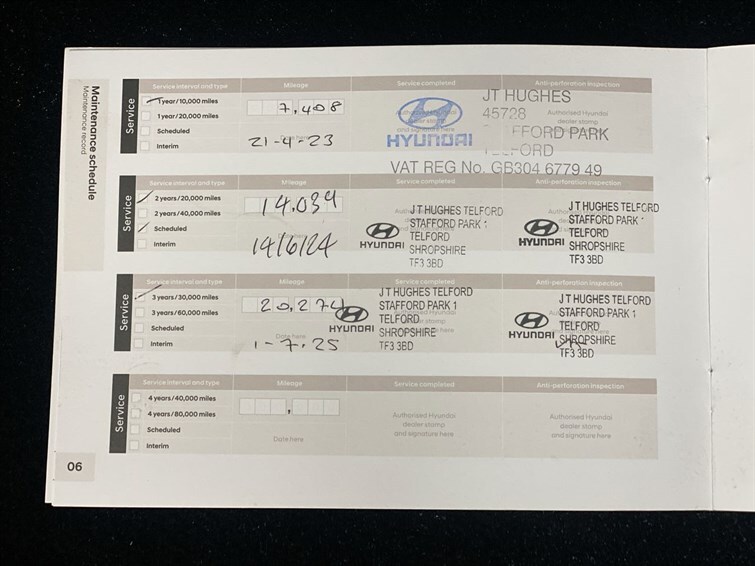 Maintenance schedule
Maintenance record
Service
Service interval and type Mileage Service completed Anti-perforation inspection
1 year/10,000 miles
1 year/20,000 miles
Scheduled
Interim
7,408
21-4-23
HYUNDAI
JT HUGHES
45728
FFORD PARK
TELFORD
VAT REG No. GB304 6779 49
Service
Service interval and type Mileage
2 years/20,000 miles
2 years/40,000 miles
Scheduled
Interim
14.034
14/6/24
HYUNDAI
JT HUGHES TELFORD
STAFFORD PARK 1
TELFORD
SHROPSHIRE
TF3 3BD
HYUNDAI
JT HUGHES TELFORD
STAFFORD PARK 1
TELFORD
SHROPSHIRE
TF3 3BD
Service
Service interval and type Mileage Service completed Anti-perforation inspection
3 years/30,000 miles
3 years/60,000 miles
Scheduled
Interim
20,274
Date here
1-7.25
HYUNDAI
JT HUGHES TELFORD
STAFFORD PARK 1
TELFORD
SHROPSHIRE
TF3 3BD
HYUNDAI
JT HUGHES TELFORD
STAFFORD PARK 1
TELFORD
SHROPSHIRE
TF3 3BD
Service
Service interval and type Mileage Service completed Anti-perforation inspection
4 years/40,000 miles
4 years/80,000 miles
Scheduled
Interim
Date here
Authorised Hyundai
dealer stamp
and signature here
Authorised Hyundai
dealer stamp
and signature here
06